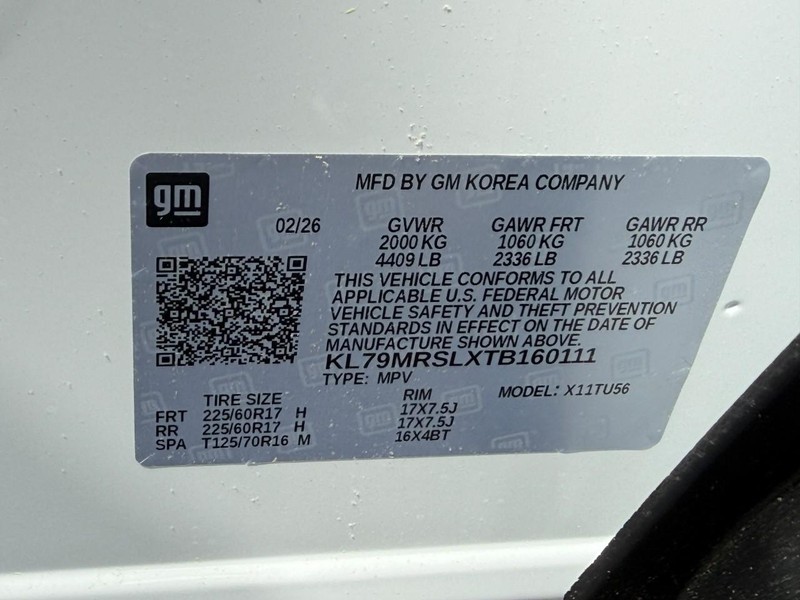 gm
MFD BY GM KOREA COMPANY
02/26 GVWR GAWR FRT GAWR RR
2000 KG 1060 KG 1060 KG
4409 LB 2336 LB 2336 LB
THIS VEHICLE CONFORMS TO ALL
APPLICABLE U.S. FEDERAL MOTOR
VEHICLE SAFETY AND THEFT PREVENTION
STANDARDS IN EFFECT ON THE DATE OF
MANUFACTURE SHOWN ABOVE.
KL79MRSLXTB160111
TYPE: MPV MODEL: X11TU56
TIRE SIZE RIM
FRT 225/60R17 H 17X7.5J
RR 225/60R17 H 17X7.5J
SPA T125/70R16 M 16X4BT